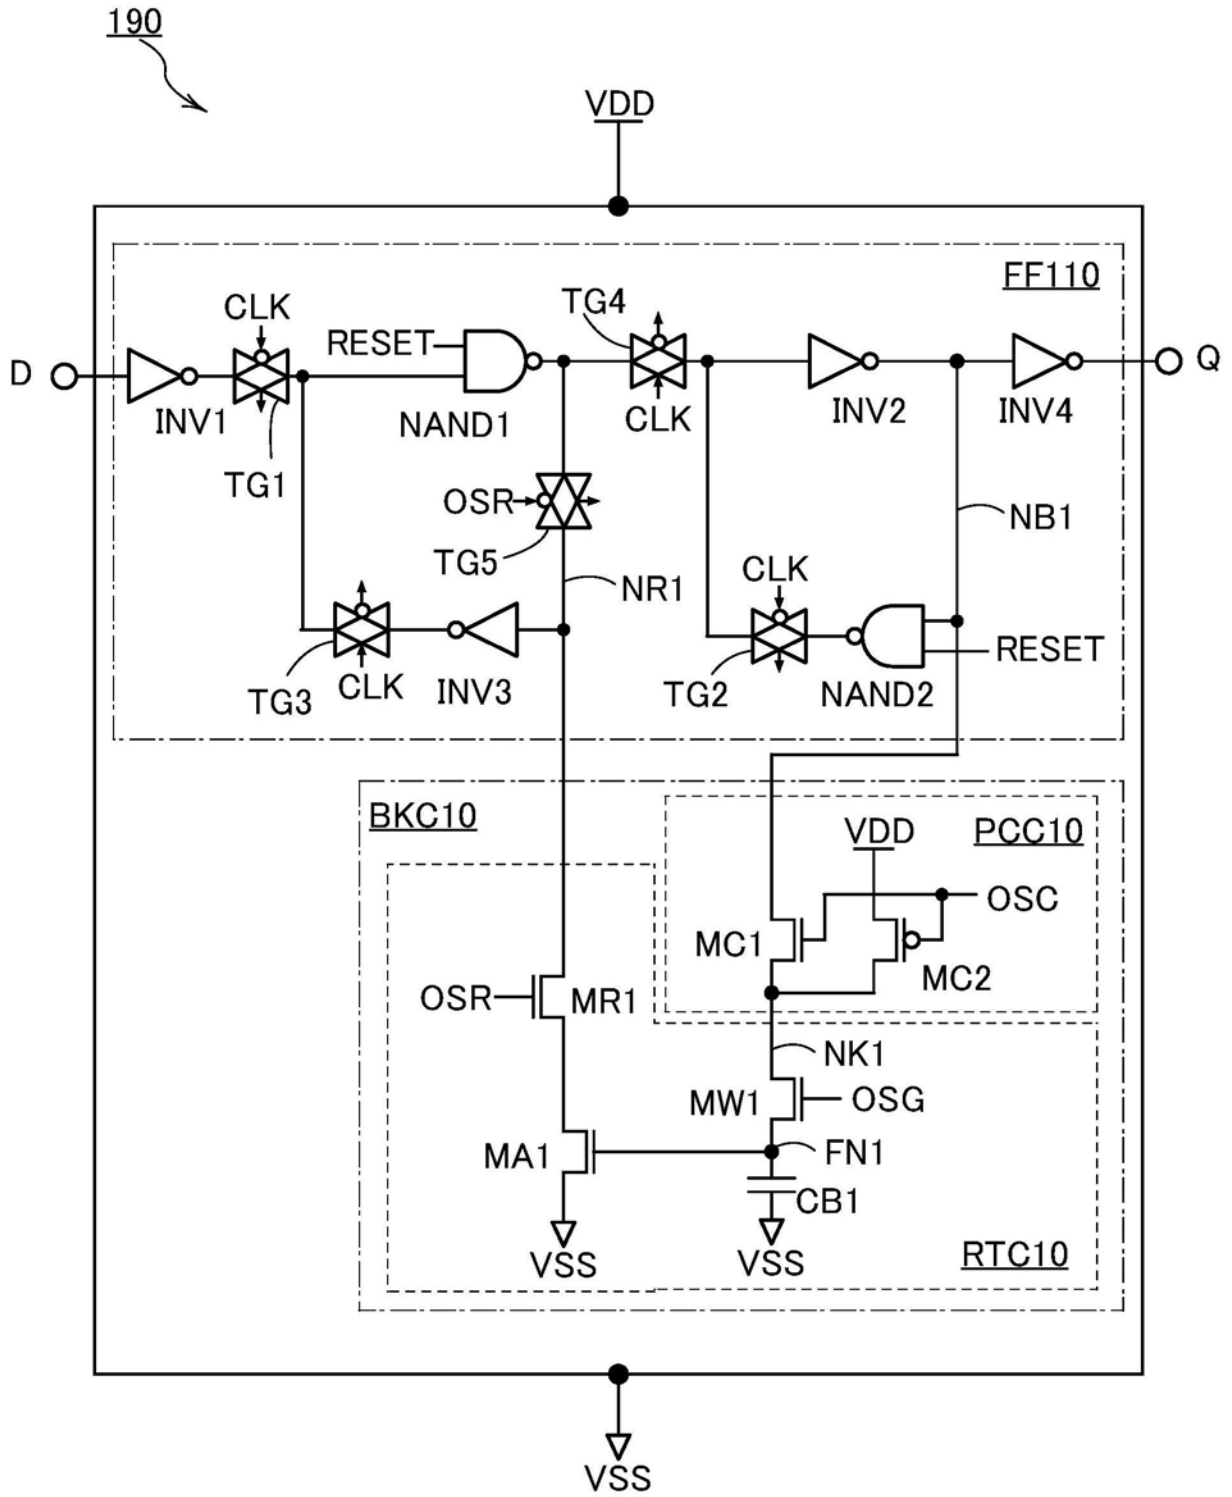 190
VDD
FF110
TG4
CLK
RESET
D
Q
INV1
NAND1
CLK
INV2
INV4
TG1
OSR
NB1
TG5
CLK
NR1
RESET
TG3
CLK
INV3
TG2
NAND2
BKC10
PCC10
VDD
OSC
MC1
MC2
OSR
MR1
NK1
MW1
OSG
MA1
FN1
CB1
VSS
VSS
RTC10
VSS